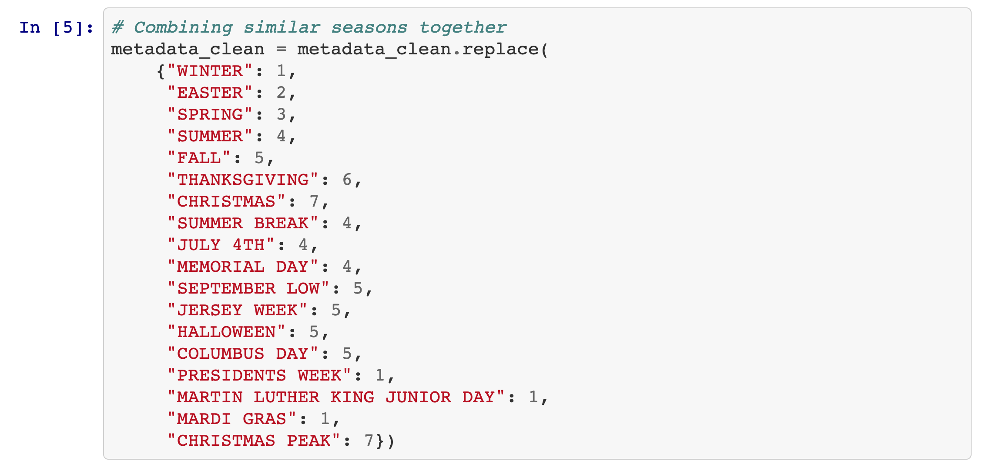 In [5]: # Combining similar seasons together
metadata_clean = metadata_clean.replace(
    {"WINTER": 1,
     "EASTER": 2,
     "SPRING": 3,
     "SUMMER": 4,
     "FALL": 5,
     "THANKSGIVING": 6,
     "CHRISTMAS": 7,
     "SUMMER BREAK": 4,
     "JULY 4TH": 4,
     "MEMORIAL DAY": 4,
     "SEPTEMBER LOW": 5,
     "JERSEY WEEK": 5,
     "HALLOWEEN": 5,
     "COLUMBUS DAY": 5,
     "PRESIDENTS WEEK": 1,
     "MARTIN LUTHER KING JUNIOR DAY": 1,
     "MARDI GRAS": 1,
     "CHRISTMAS PEAK": 7})